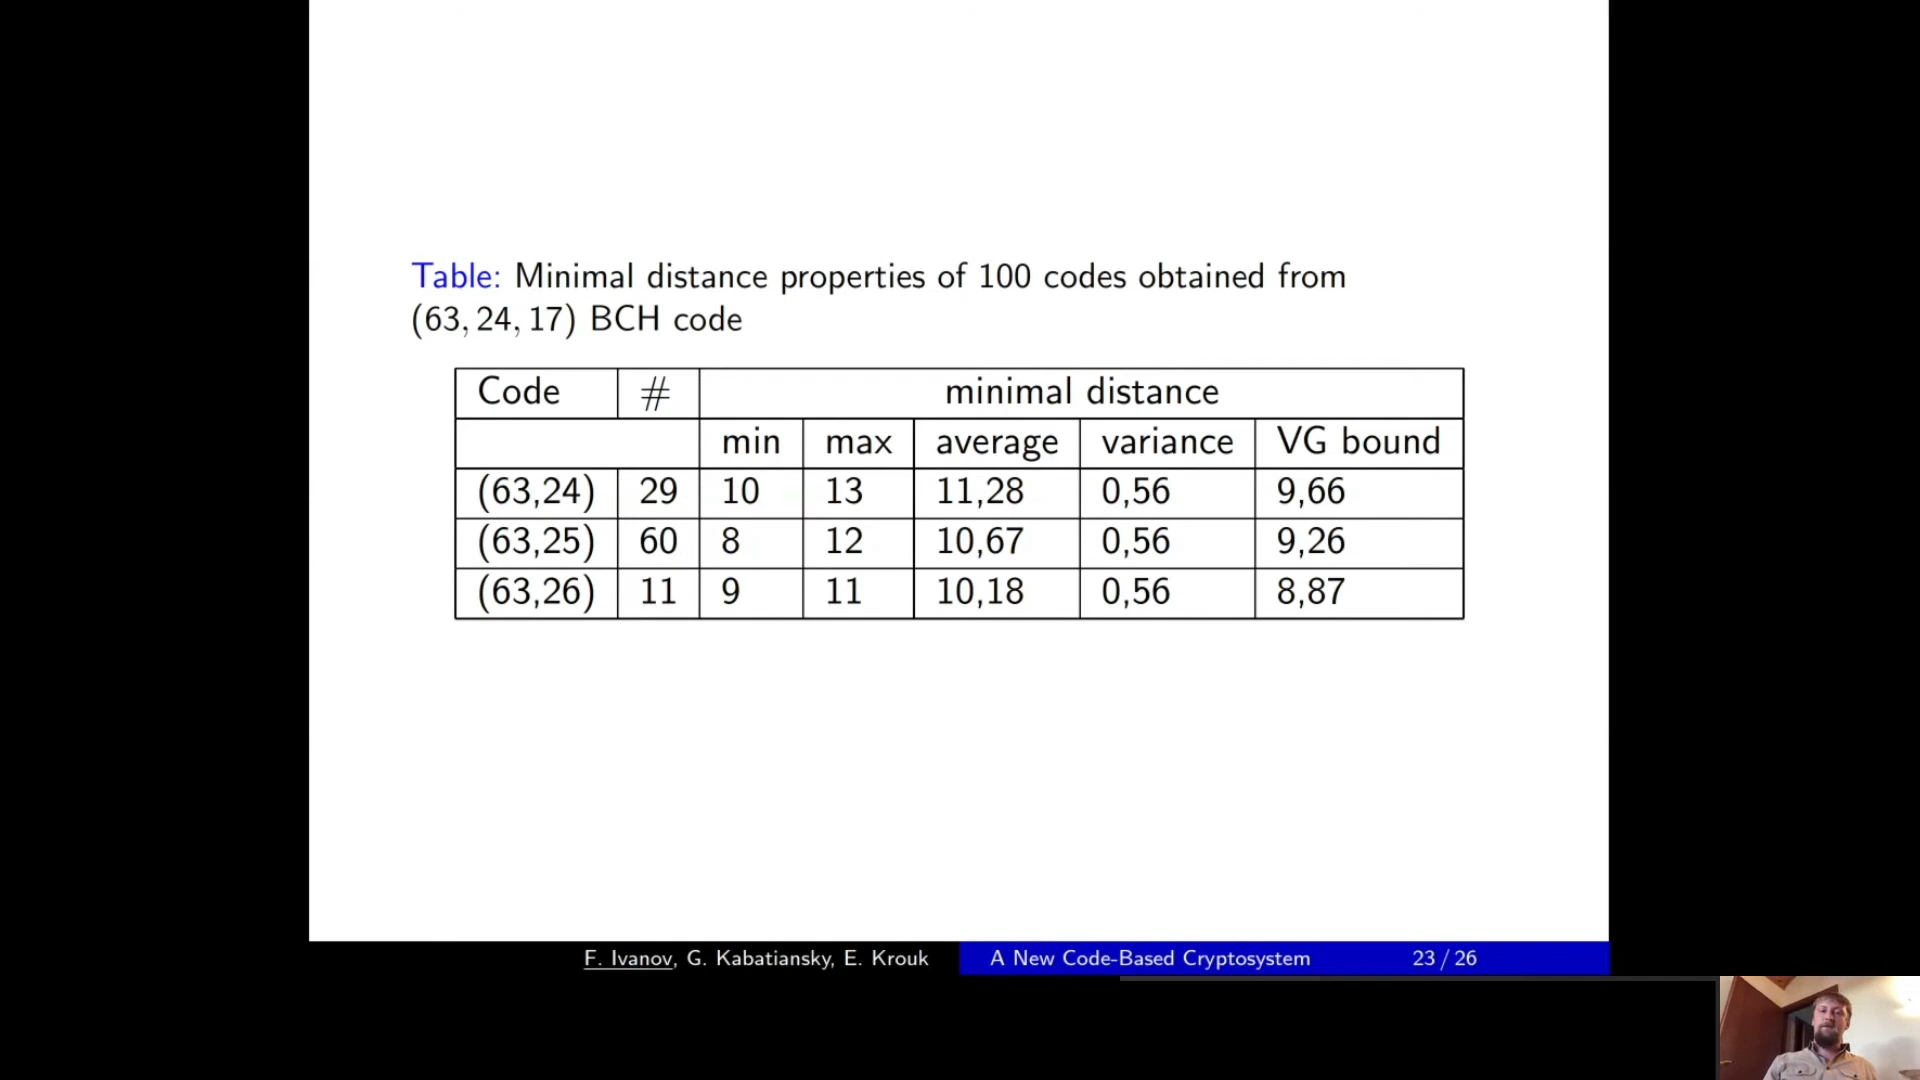 Table: Minimal distance properties of 100 codes obtained from
(63, 24, 17) BCH code
Code # minimal distance
min max average variance VG bound
(63,24) 29 10 13 11,28 0,56 9,66
(63,25) 60 8 12 10,67 0,56 9,26
(63,26) 11 9 11 10,18 0,56 8,87
F. Ivanov, G. Kabatiansky, E. Krouk A New Code-Based Cryptosystem 23 / 26